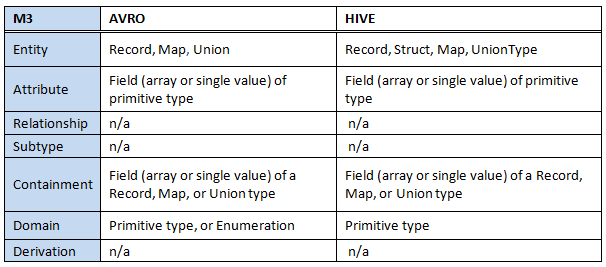 M3 AVRO HIVE
Entity Record, Map, Union Record, Struct, Map, UnionType
Attribute Field (array or single value) of primitive type Field (array or single value) of primitive type
Relationship n/a n/a
Subtype n/a n/a
Containment Field (array or single value) of a Record, Map, or Union type Field (array or single value) of a Record, Map, or Union type
Domain Primitive type, or Enumeration Primitive type
Derivation n/a n/a